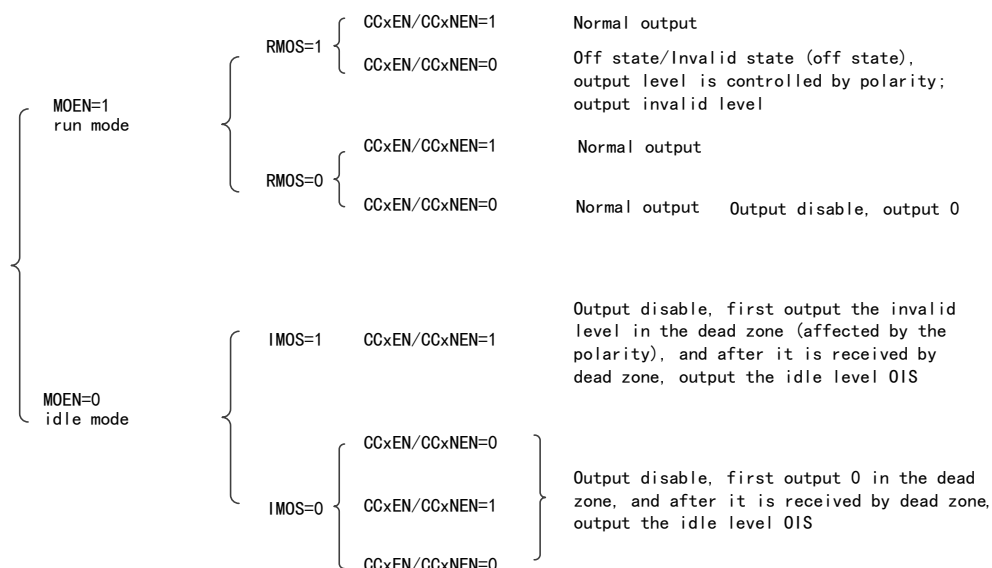 CCxEN/CCxNEN=1 Normal output
RMOS=1
CCxEN/CCxNEN=0 Off state/Invalid state (off state),
output level is controlled by polarity;
output invalid level
MOEN=1
run mode
CCxEN/CCxNEN=1 Normal output
RMOS=0
CCxEN/CCxNEN=0 Normal output Output disable, output 0
Output disable, first output the invalid
level in the dead zone (affected by the
polarity), and after it is received by
dead zone, output the idle level OIS
IMOS=1 CCxEN/CCxNEN=1
MOEN=0
idle mode
CCxEN/CCxNEN=0
IMOS=0 CCxEN/CCxNEN=1
CCxEN/CCxNEN=0
Output disable, first output 0 in the dead
zone, and after it is received by dead zone,
output the idle level OIS